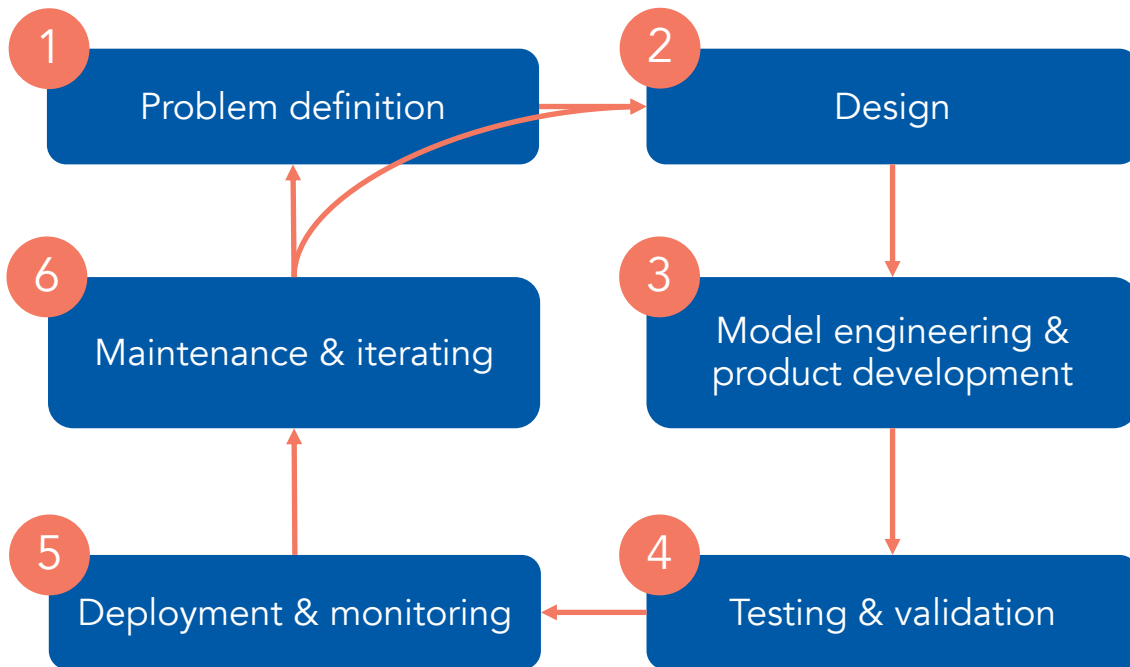 1
Problem definition
2
Design
3
Model engineering &
product development
4
Testing & validation
5
Deployment & monitoring
6
Maintenance & iterating